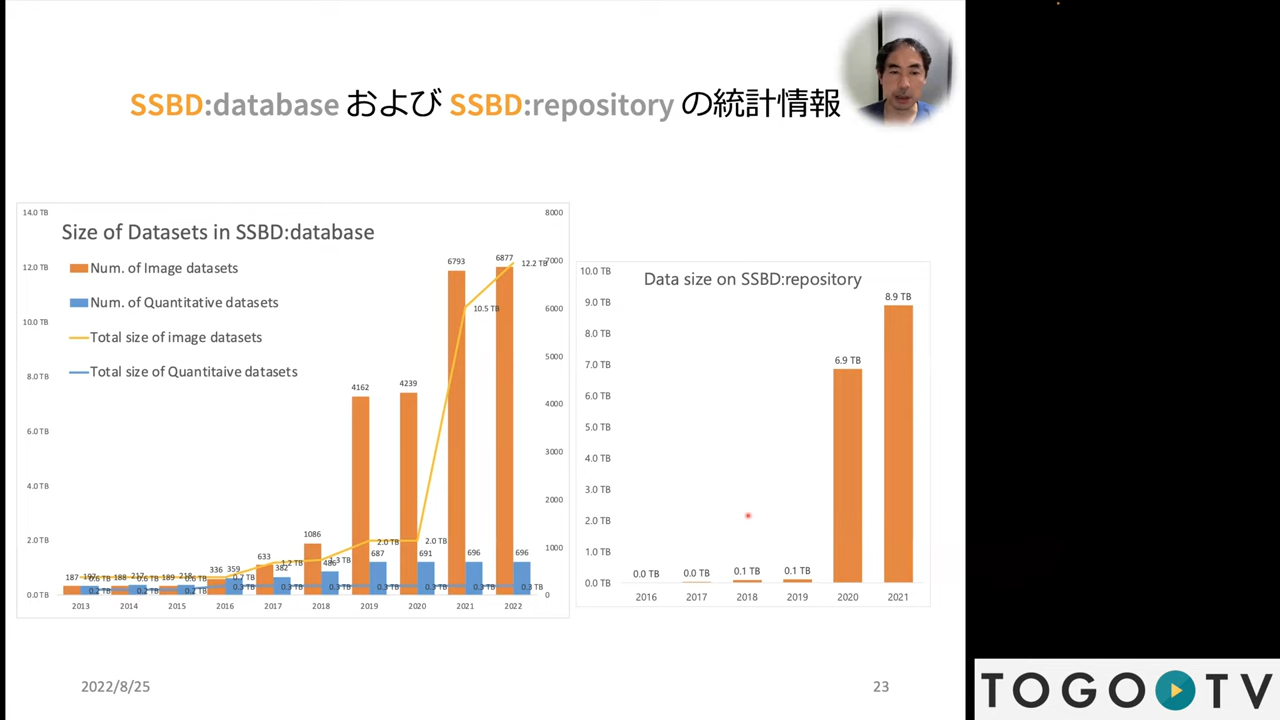 SSBD:database および SSBD:repository の統計情報
Size of Datasets in SSBD:database
Num. of Image datasets
Num. of Quantitative datasets
Total size of image datasets
Total size of Quantitaive datasets
14.0 TB
12.0 TB
10.0 TB
8.0 TB
6.0 TB
4.0 TB
2.0 TB
0.0 TB
8000
7000
6000
5000
4000
3000
2000
1000
0
187 188 189 336 633 1086 4162 4239 6793 6877
217 359 382 687 691 696 696
0.6 TB 0.6 TB 0.6 TB 0.7 TB 1.2 TB 2.0 TB 2.0 TB 10.5 TB 12.2 TB
0.2 TB 0.2 TB 0.2 TB 0.3 TB 0.3 TB 0.3 TB 0.3 TB 0.3 TB 0.3 TB 0.3 TB
2013 2014 2015 2016 2017 2018 2019 2020 2021 2022
Data size on SSBD:repository
10.0 TB
9.0 TB
8.0 TB
7.0 TB
6.0 TB
5.0 TB
4.0 TB
3.0 TB
2.0 TB
1.0 TB
0.0 TB
0.0 TB 0.0 TB 0.1 TB 0.1 TB 6.9 TB 8.9 TB
2016 2017 2018 2019 2020 2021
2022/8/25
23
TOGO TV